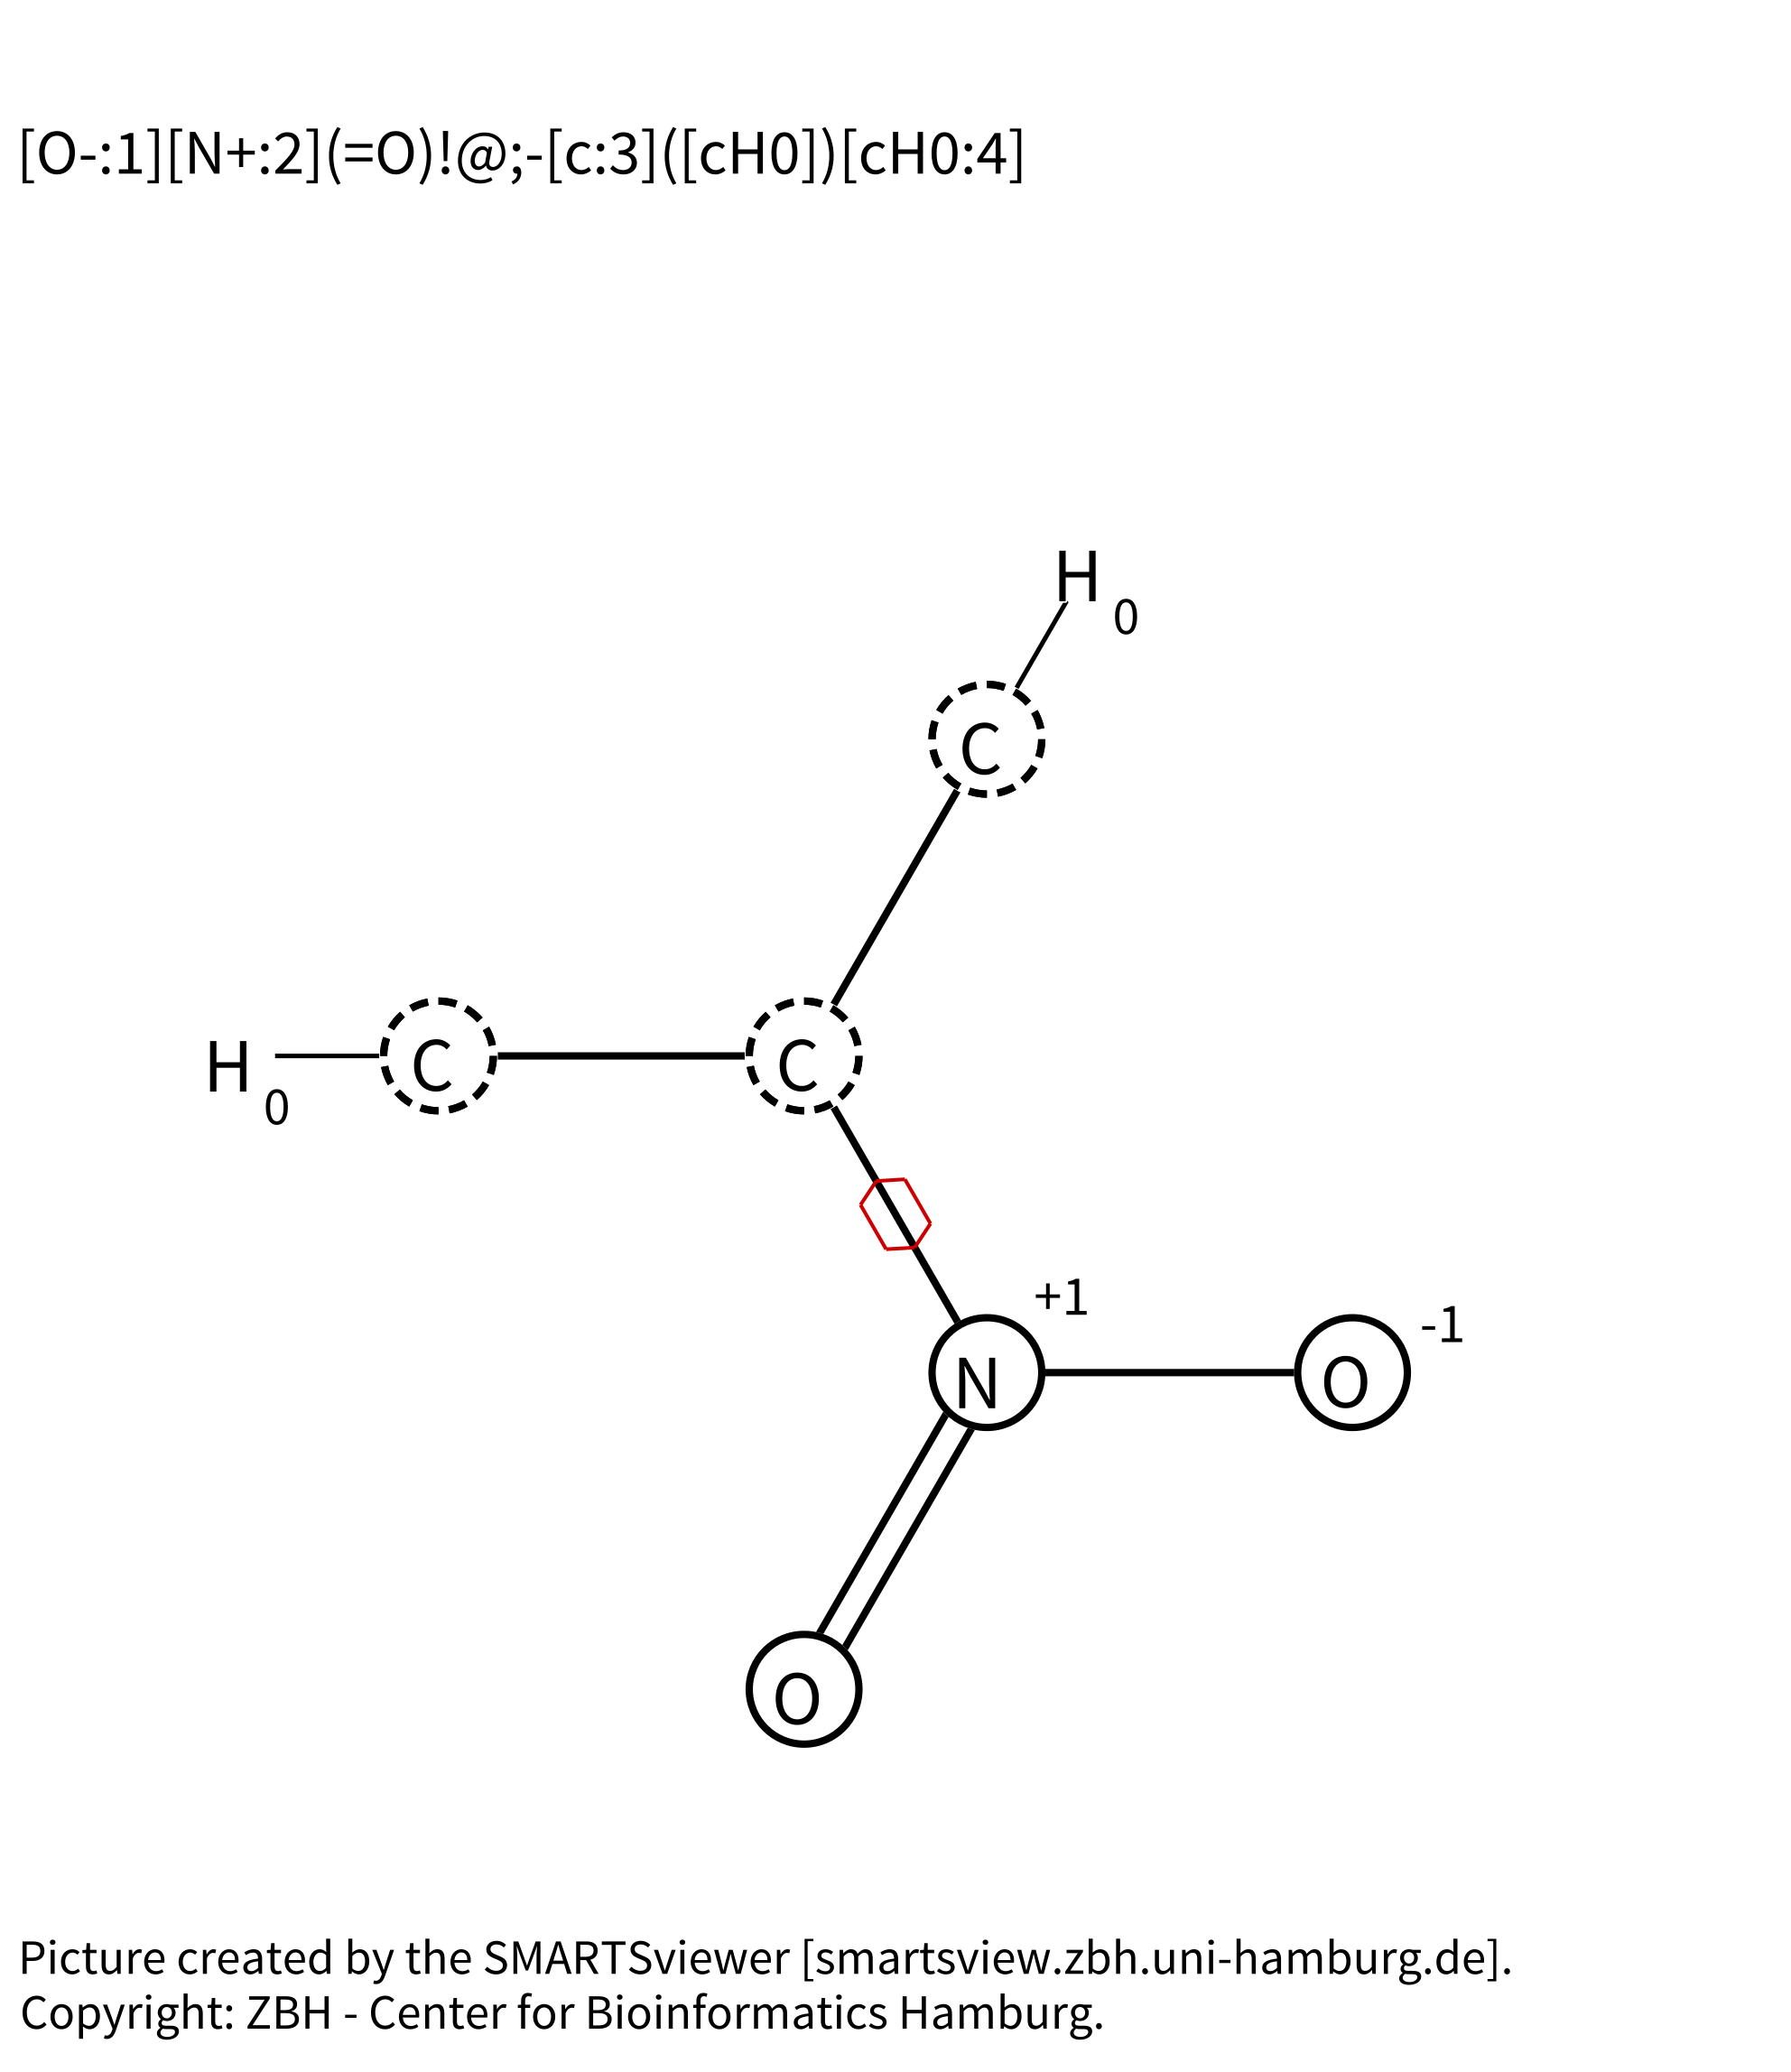 [O-:1][N+:2](=O)!@;-[c:3]([cH0])[cH0:4]
H
0
C
H
0
C
C
+1
-1
N
O
O
Picture created by the SMARTSviewer [smartsview.zbh.uni-hamburg.de].
Copyright: ZBH - Center for Bioinformatics Hamburg.